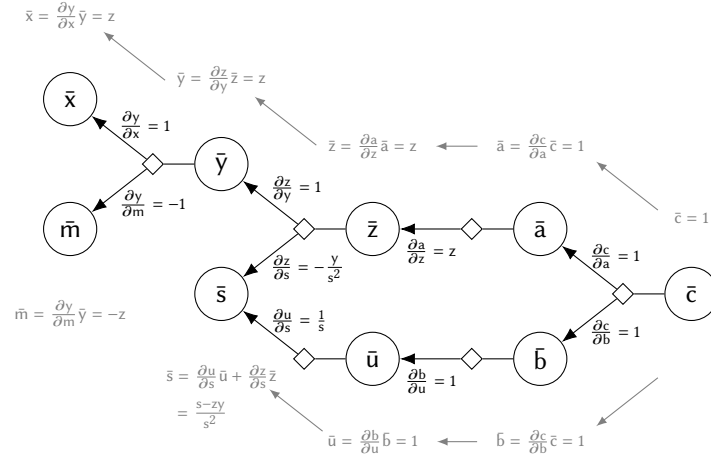 x̄ = ∂y/∂x ȳ = z
ȳ = ∂z/∂y z̄ = z
x̄
∂y/∂x = 1
z̄ = ∂a/∂z ā = z
ā = ∂c/∂a c̄ = 1
ȳ
∂y/∂m = -1
∂z/∂y = 1
c̄ = 1
m̄
z̄
ā
∂a/∂z = z
∂z/∂s = -y/s²
∂c/∂a = 1
s̄
c̄
m̄ = ∂y/∂m ȳ = -z
∂u/∂s = 1/s
∂c/∂b = 1
ū
b̄
∂b/∂u = 1
s̄ = ∂u/∂s ū + ∂z/∂s z̄
= s-zy/s²
ū = ∂b/∂u b̄ = 1
b̄ = ∂c/∂b c̄ = 1